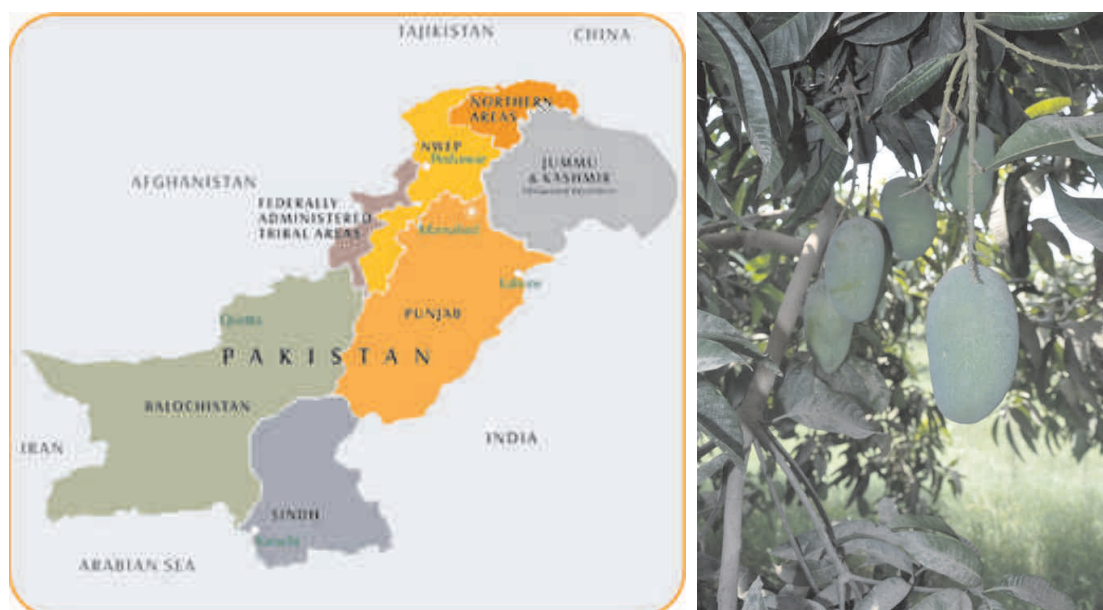 TAJIKISTAN
CHINA
NORTHERN
AREAS
NWFP
Peshawar
JUMMU
& KASHMIR
AFGHANISTAN
FEDERALLY
ADMINISTERED
TRIBAL AREAS
Islamabad
Lahore
PUNJAB
Quetta
PAKISTAN
BALOCHISTAN
INDIA
IRAN
SINDH
Karachi
ARABIAN SEA